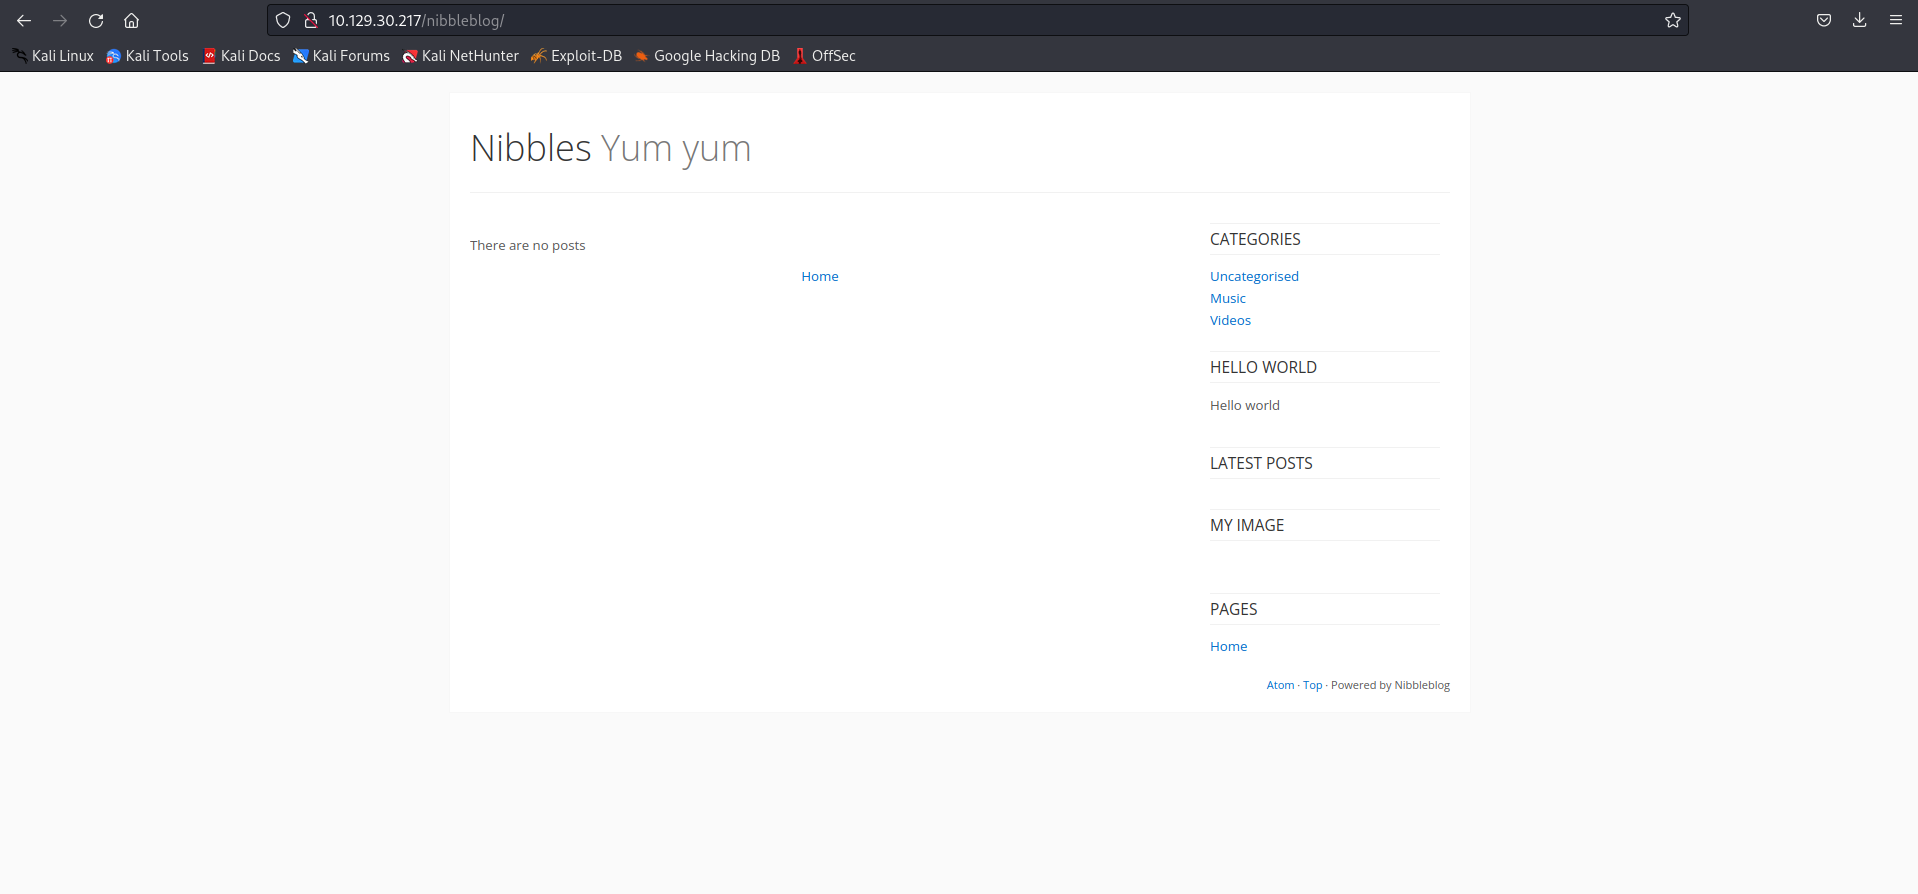 10.129.30.217/nibbleblog/
Kali Linux Kali Tools Kali Docs Kali Forums Kali NetHunter Exploit-DB Google Hacking DB OffSec
Nibbles Yum yum
There are no posts
Home
CATEGORIES
Uncategorised
Music
Videos
HELLO WORLD
Hello world
LATEST POSTS
MY IMAGE
PAGES
Home
Atom · Top · Powered by Nibbleblog